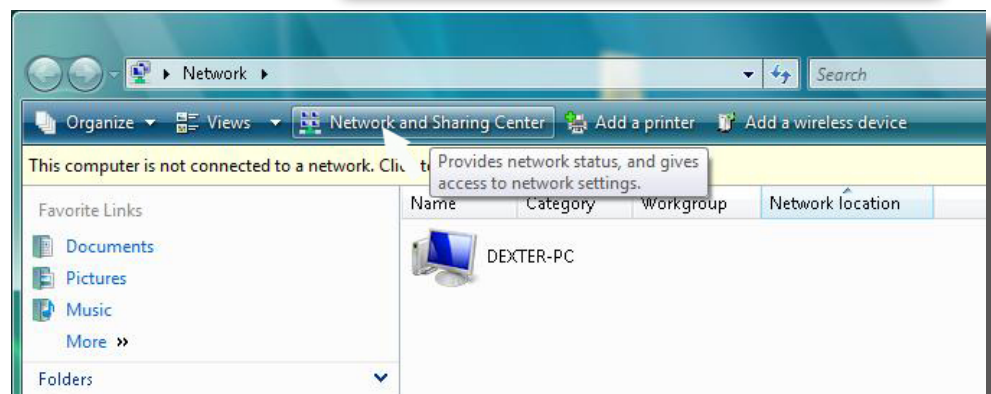 Network
Search
Organize Views Network and Sharing Center Add a printer Add a wireless device
This computer is not connected to a network. Clic
Provides network status, and gives
access to network settings.
Favorite Links
Name Category Workgroup Network location
Documents
DEXTER-PC
Pictures
Music
More »
Folders